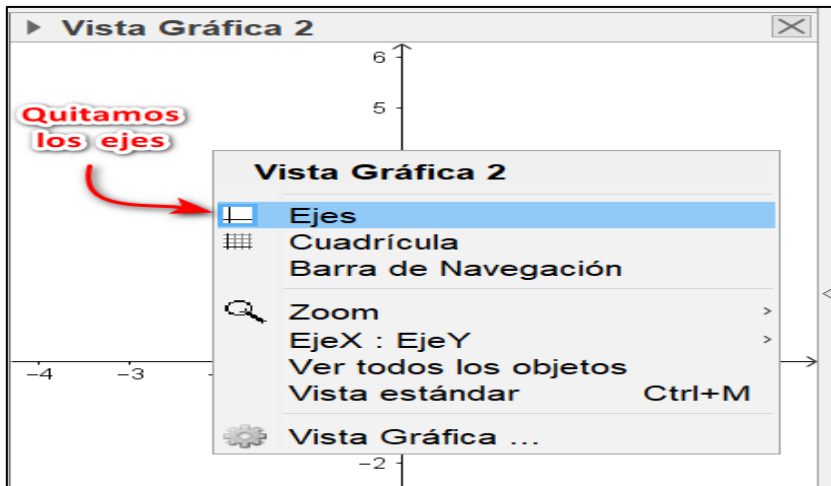 Vista Gráfica 2
6
5
Quitamos
los ejes
Vista Gráfica 2
Ejes
Cuadrícula
Barra de Navegación
Zoom
EjeX : EjeY
Ver todos los objetos
Vista estándar Ctrl+M
Vista Gráfica ...
-4 -3
-2